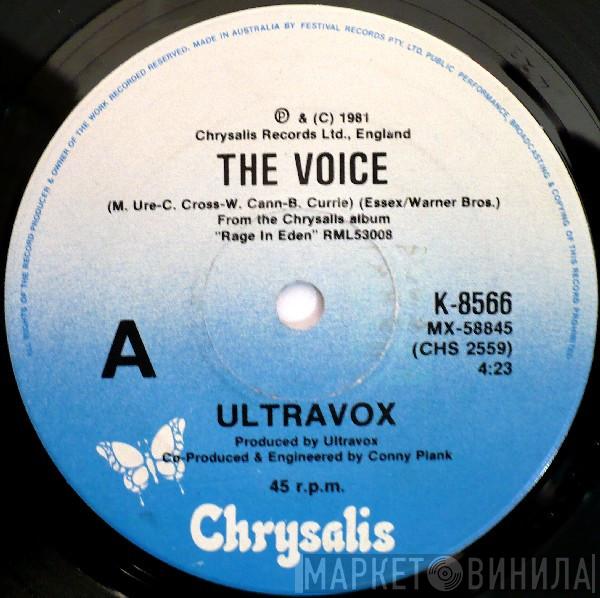 ALL RIGHTS OF THE RECORD PRODUCER & OWNER OF THE WORK RECORDED RESERVED. MADE IN AUSTRALIA BY FESTIVAL RECORDS PTY. LTD. PUBLIC PERFORMANCE, BROADCASTING & COPYING OF THIS RECORD PROHIBITED
℗ & (C) 1981
Chrysalis Records Ltd., England
THE VOICE
(M. Ure-C. Cross-W. Cann-B. Currie) (Essex/Warner Bros.)
From the Chrysalis album
"Rage In Eden" RML53008
K-8566
MX-58845
(CHS 2559)
4:23
A
ULTRAVOX
Produced by Ultravox
Co-Produced & Engineered by Conny Plank
45 r.p.m.
Chrysalis
МАРКЕТ ВИНИЛА